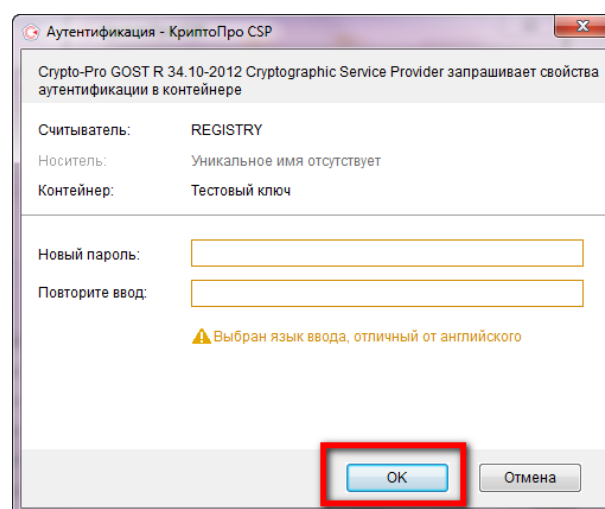 Аутентификация - КриптоПро CSP
Crypto-Pro GOST R 34.10-2012 Cryptographic Service Provider запрашивает свойства
аутентификации в контейнере
Считыватель: REGISTRY
Носитель: Уникальное имя отсутствует
Контейнер: Тестовый ключ
Новый пароль:
Повторите ввод:
Выбран язык ввода, отличный от английского
OK Отмена